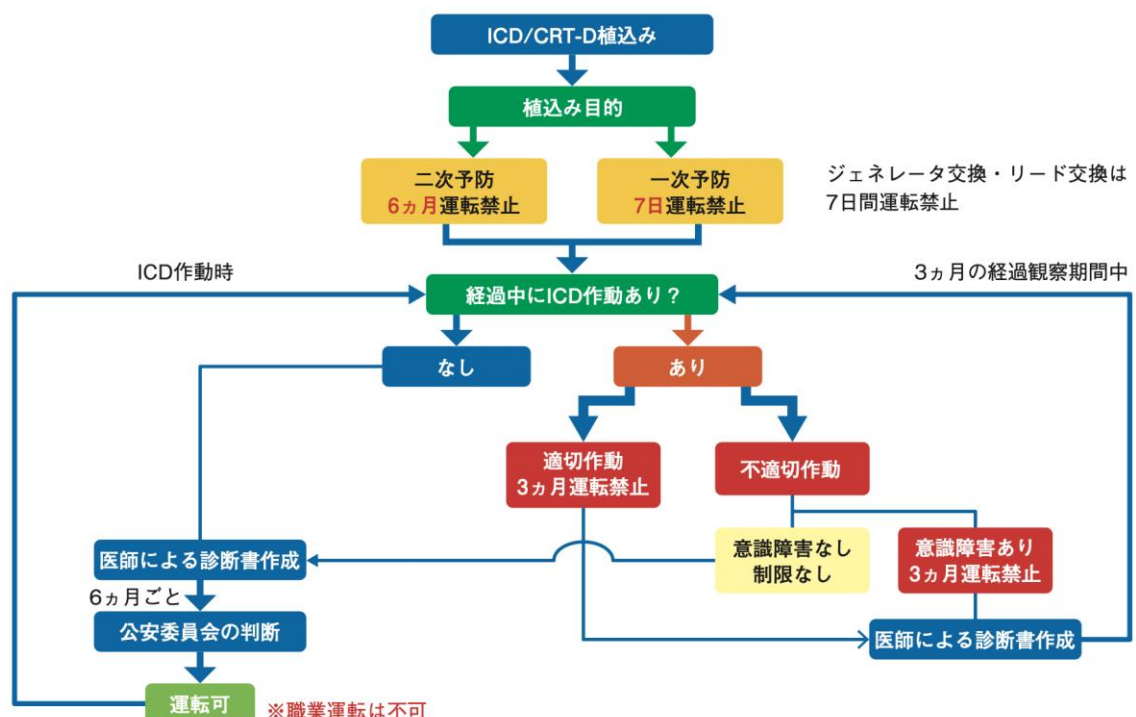 ICD/CRT-D植込み
植込み目的
二次予防
6ヵ月運転禁止
一次予防
7日運転禁止
ジェネレータ交換・リード交換は
7日間運転禁止
ICD作動時
3ヵ月の経過観察期間中
経過中にICD作動あり？
なし
あり
適切作動
3ヵ月運転禁止
不適切作動
意識障害なし
制限なし
意識障害あり
3ヵ月運転禁止
医師による診断書作成
6ヵ月ごと
公安委員会の判断
医師による診断書作成
運転可
※職業運転は不可